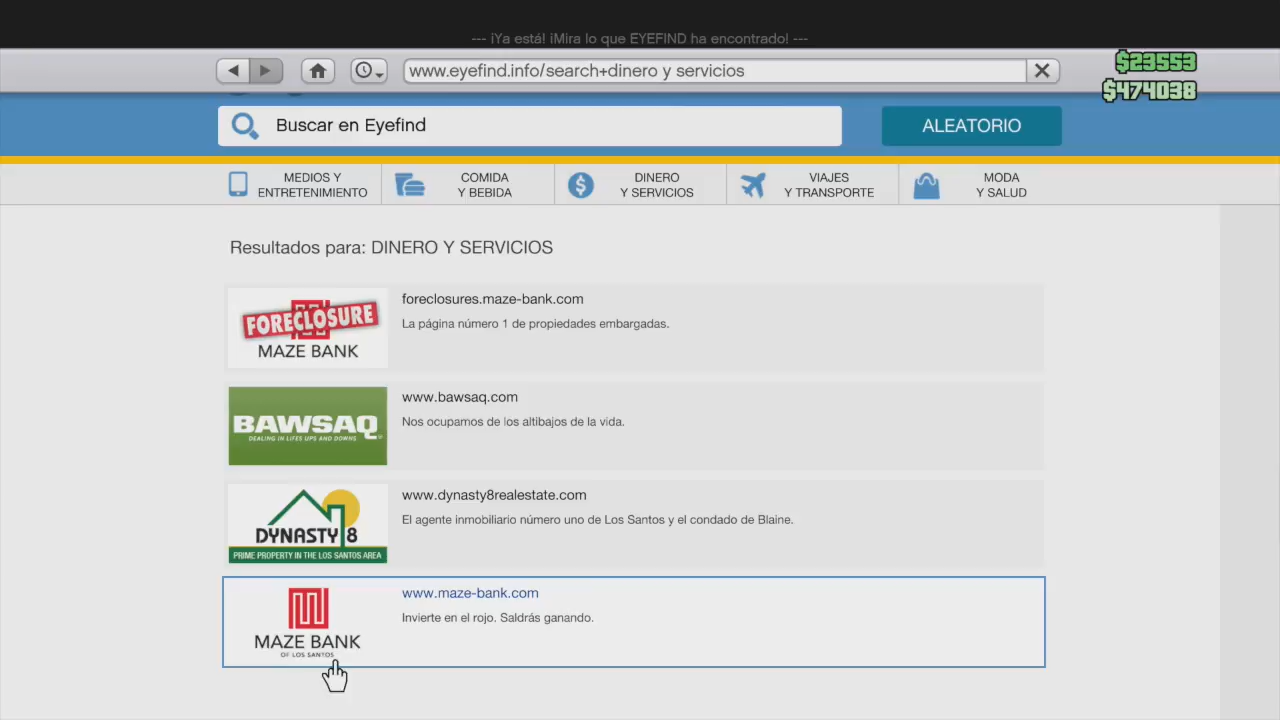 --- ¡Ya está! ¡Mira lo que EYEFIND ha encontrado! ---
www.eyefind.info/search+dinero y servicios
$23553
$474038
Buscar en Eyefind
ALEATORIO
MEDIOS Y
ENTRETENIMIENTO
COMIDA
Y BEBIDA
DINERO
Y SERVICIOS
VIAJES
Y TRANSPORTE
MODA
Y SALUD
Resultados para: DINERO Y SERVICIOS
FORECLOSURE
MAZE BANK
foreclosures.maze-bank.com
La página número 1 de propiedades embargadas.
BAWSAQ
DEALING IN LIFES UPS AND DOWNS
www.bawsaq.com
Nos ocupamos de los altibajos de la vida.
DYNASTY 8
PRIME PROPERTY IN THE LOS SANTOS AREA
www.dynasty8realestate.com
El agente inmobiliario número uno de Los Santos y el condado de Blaine.
MAZE BANK
OF LOS SANTOS
www.maze-bank.com
Invierte en el rojo. Saldrás ganando.